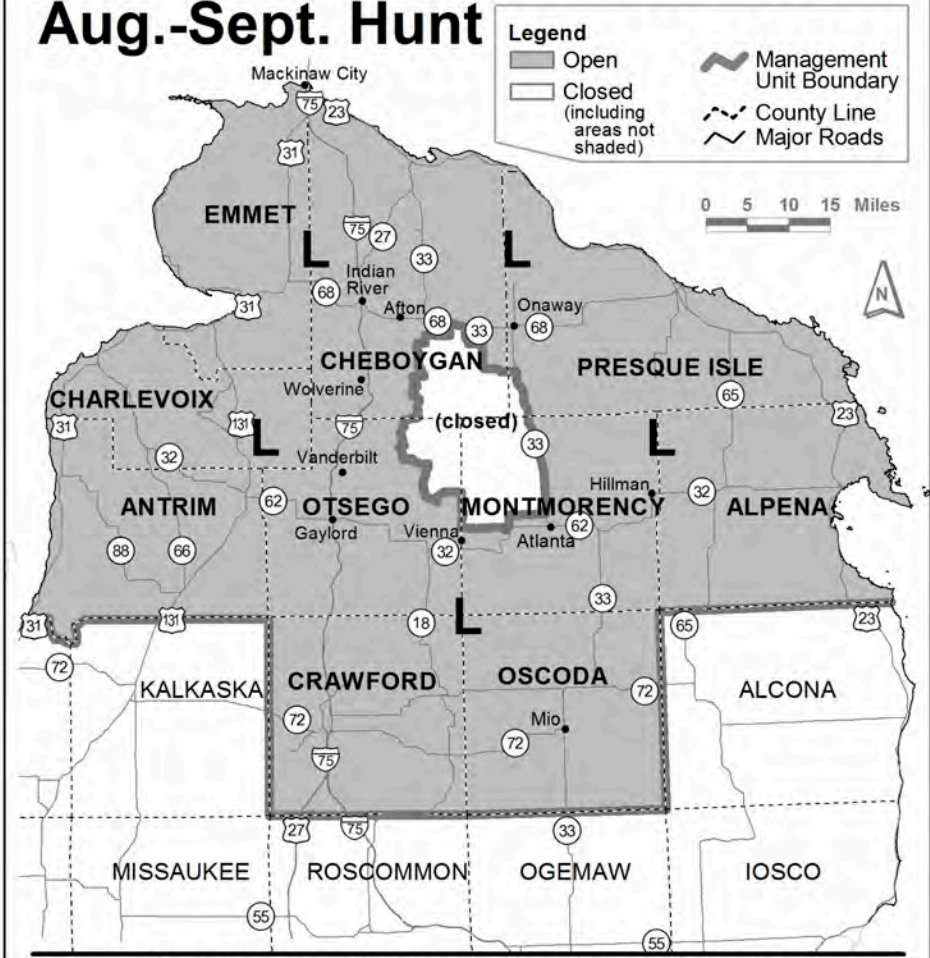 Aug.-Sept. Hunt
Legend
Open
Closed
(including
areas not
shaded)
Management
Unit Boundary
County Line
Major Roads
0 5 10 15 Miles
N
Mackinaw City
75 23
31
EMMET
75 27
L L
33
Indian
River
68
31
Afton
68 33
Onaway
68
CHEBOYGAN
PRESQUE ISLE
Wolverine
65
CHARLEVOIX
31
131
75
(closed)
23
L L
33
32
Vanderbilt
62
Hillman
32
ANTRIM
OTSEGO
MONTMORENCY
ALPENA
Gaylord
Vienna
32
Atlanta
62
88 66
33
31
131
18
L
65
23
72
KALKASKA
CRAWFORD
OSCODA
72
ALCONA
72
Mio
72
75
27 75
33
MISSAUKEE
ROSCOMMON
OGEMAW
IOSCO
55
55